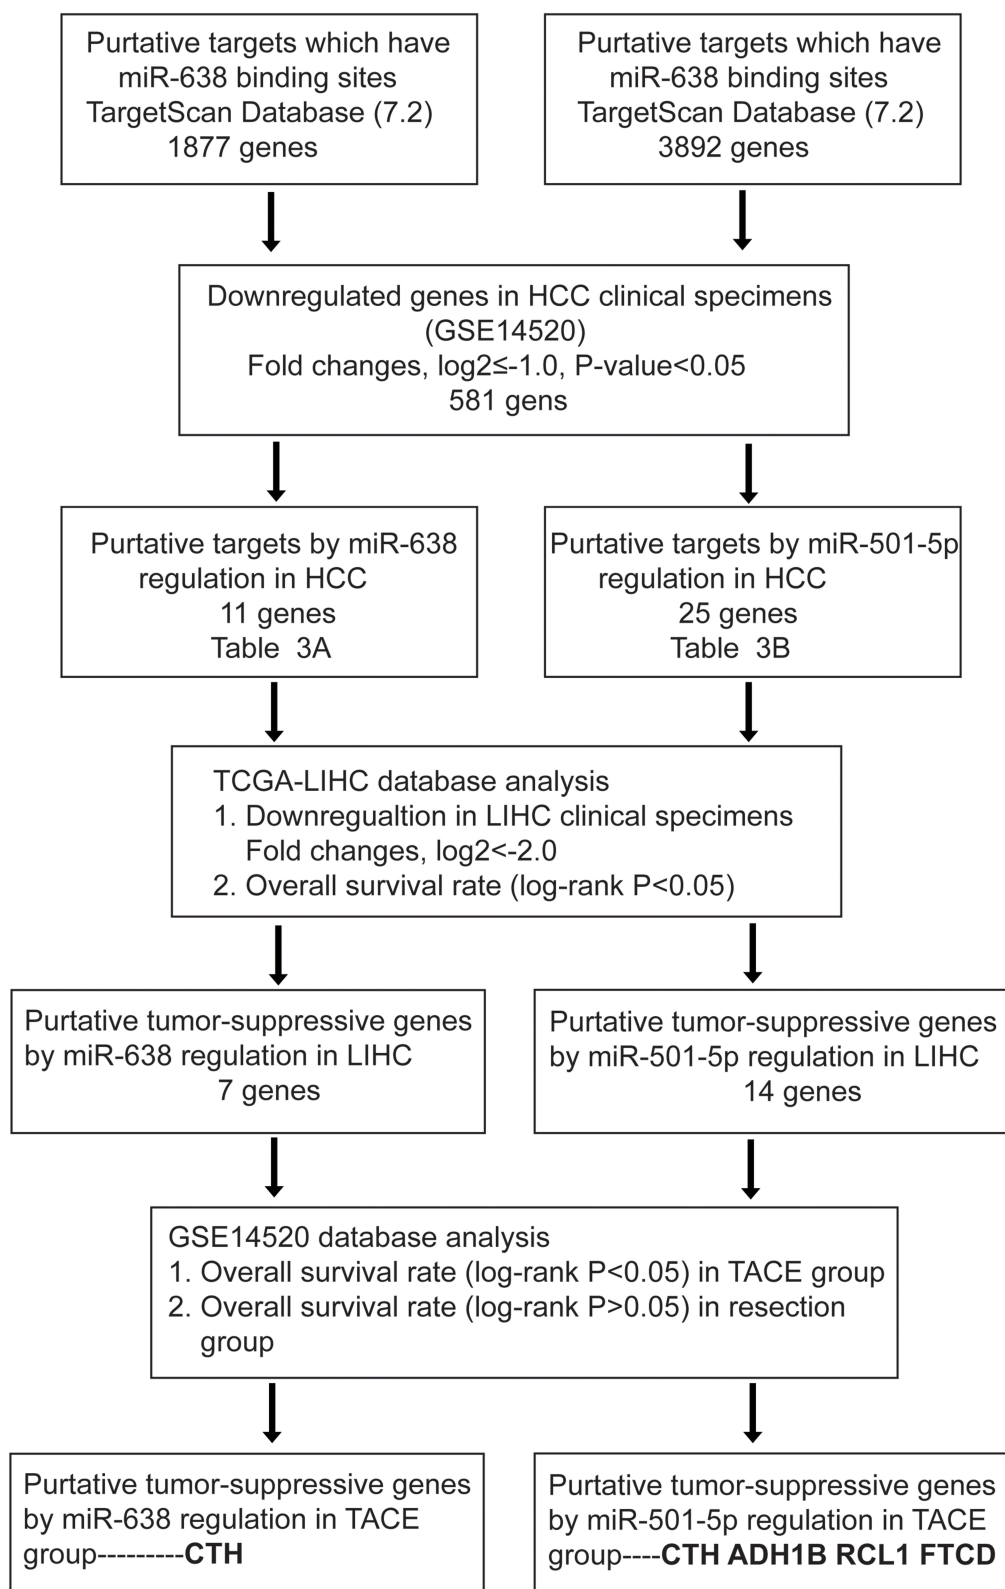 Purtative targets which have
miR-638 binding sites
TargetScan Database (7.2)
1877 genes
Purtative targets which have
miR-638 binding sites
TargetScan Database (7.2)
3892 genes
Downregulated genes in HCC clinical specimens
(GSE14520)
Fold changes, log2≤-1.0, P-value<0.05
581 gens
Purtative targets by miR-638
regulation in HCC
11 genes
Table 3A
Purtative targets by miR-501-5p
regulation in HCC
25 genes
Table 3B
TCGA-LIHC database analysis
1. Downregualtion in LIHC clinical specimens
Fold changes, log2<-2.0
2. Overall survival rate (log-rank P<0.05)
Purtative tumor-suppressive genes
by miR-638 regulation in LIHC
7 genes
Purtative tumor-suppressive genes
by miR-501-5p regulation in LIHC
14 genes
GSE14520 database analysis
1. Overall survival rate (log-rank P<0.05) in TACE group
2. Overall survival rate (log-rank P>0.05) in resection
group
Purtative tumor-suppressive genes
by miR-638 regulation in TACE
group---------CTH
Purtative tumor-suppressive genes
by miR-501-5p regulation in TACE
group----CTH ADH1B RCL1 FTCD